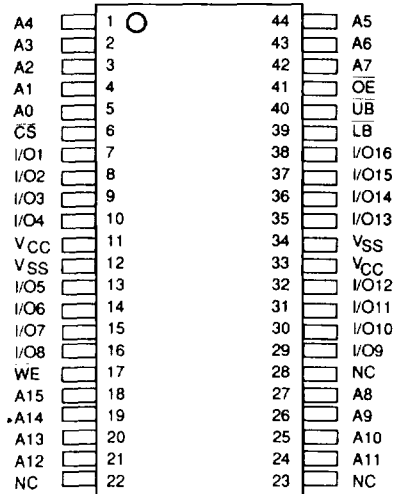 A4 1 44 A5
A3 2 43 A6
A2 3 42 A7
A1 4 41 OE
A0 5 40 UB
CS 6 39 LB
I/O1 7 38 I/O16
I/O2 8 37 I/O15
I/O3 9 36 I/O14
I/O4 10 35 I/O13
VCC 11 34 VSS
VSS 12 33 VCC
I/O5 13 32 I/O12
I/O6 14 31 I/O11
I/O7 15 30 I/O10
I/O8 16 29 I/O9
WE 17 28 NC
A15 18 27 A8
A14 19 26 A9
A13 20 25 A10
A12 21 24 A11
NC 22 23 NC